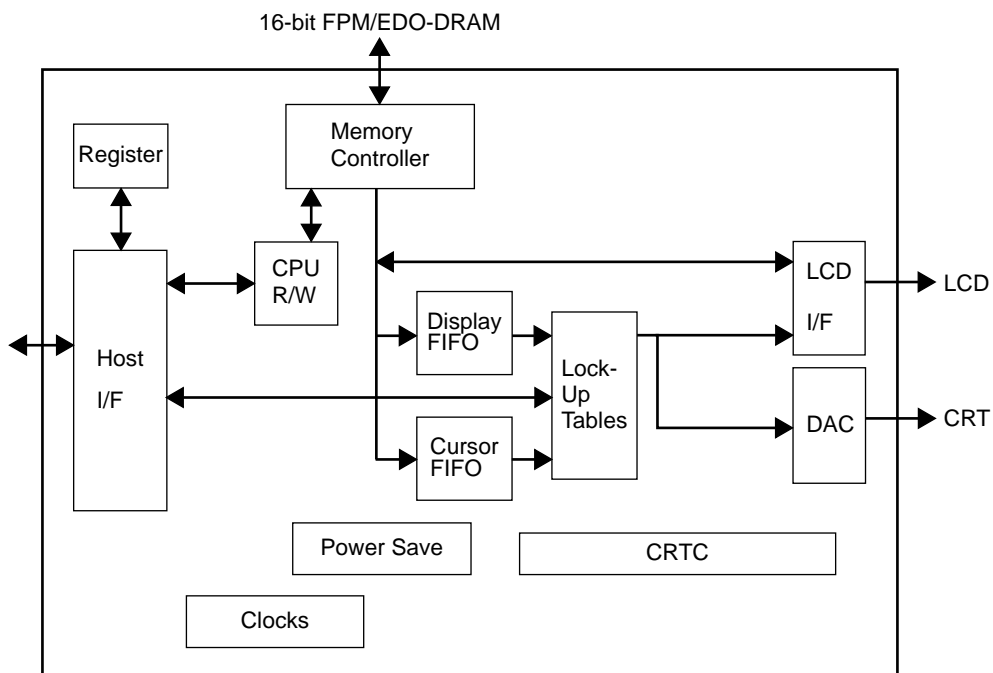 16-bit FPM/EDO-DRAM
Memory
Controller
Register
CPU
R/W
LCD
I/F
LCD
Host
I/F
Display
FIFO
Lock-
Up
Tables
DAC
CRT
Cursor
FIFO
Power Save
CRTC
Clocks